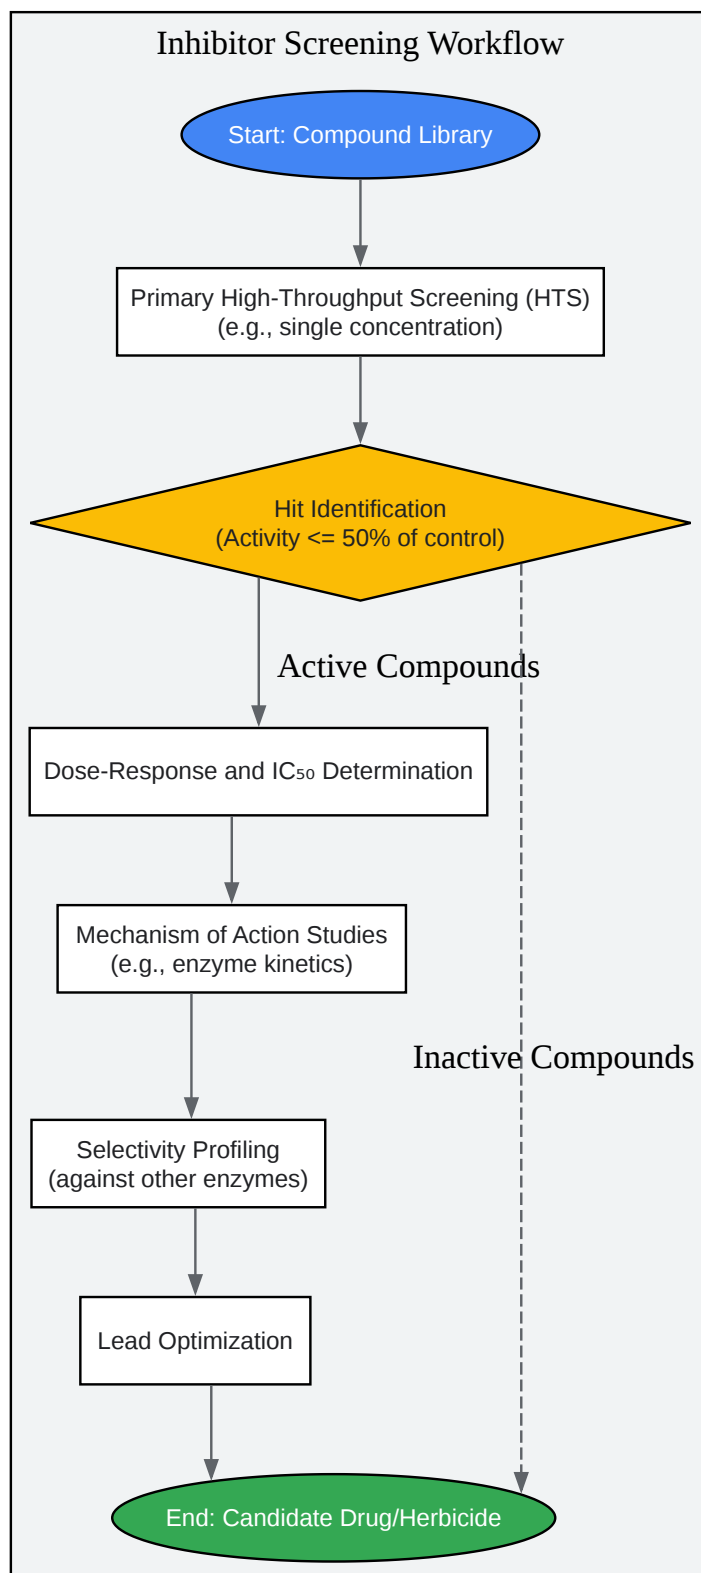 Inhibitor Screening Workflow
Start: Compound Library
Primary High-Throughput Screening (HTS)
(e.g., single concentration)
Hit Identification
(Activity <= 50% of control)
Active Compounds
Dose-Response and IC₅₀ Determination
Mechanism of Action Studies
(e.g., enzyme kinetics)
Inactive Compounds
Selectivity Profiling
(against other enzymes)
Lead Optimization
End: Candidate Drug/Herbicide